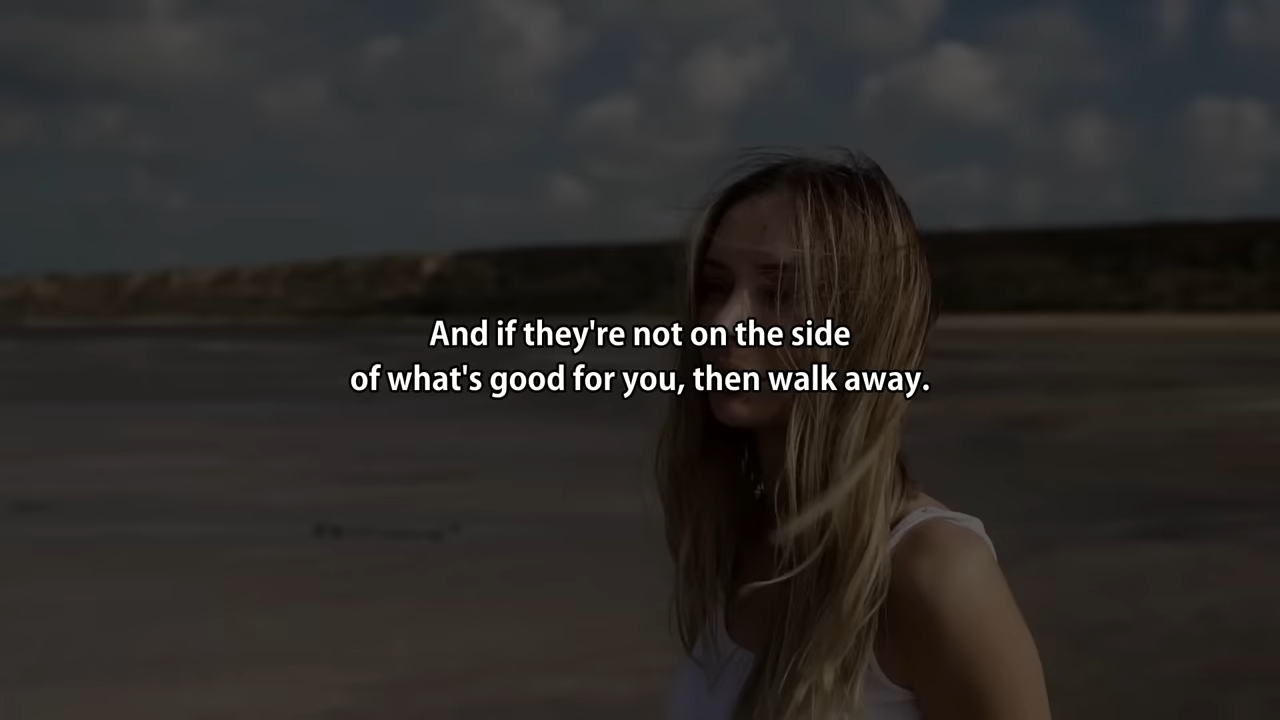 And if they're not on the side
of what's good for you, then walk away.